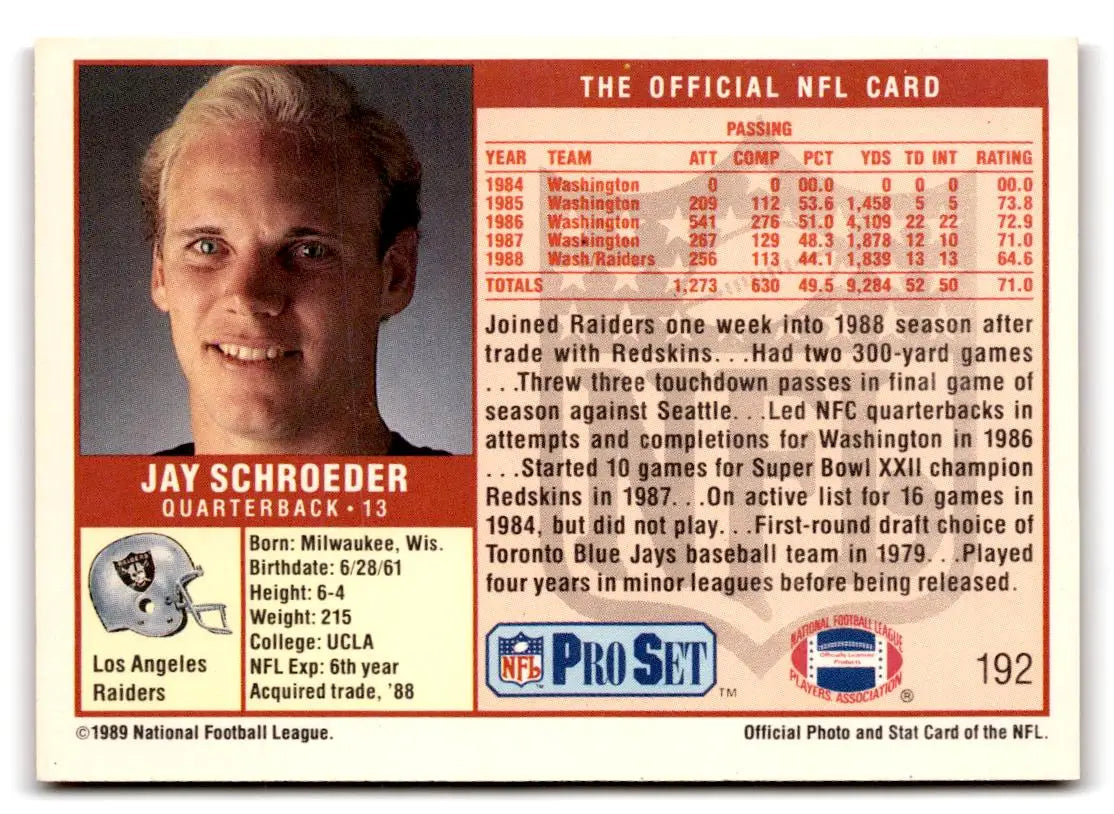 THE OFFICIAL NFL CARD
PASSING
YEAR TEAM ATT COMP PCT YDS TD INT RATING
1984 Washington 0 0 00.0 0 0 0 00.0
1985 Washington 209 112 53.6 1,458 5 5 73.8
1986 Washington 541 276 51.0 4,109 22 22 72.9
1987 Washington 267 129 48.3 1,878 12 10 71.0
1988 Wash/Raiders 256 113 44.1 1,839 13 13 64.6
TOTALS 1,273 630 49.5 9,284 52 50 71.0
Joined Raiders one week into 1988 season after
trade with Redskins. . .Had two 300-yard games
. . .Threw three touchdown passes in final game of
season against Seattle. . .Led NFC quarterbacks in
attempts and completions for Washington in 1986
. . .Started 10 games for Super Bowl XXII champion
Redskins in 1987. . .On active list for 16 games in
1984, but did not play. . .First-round draft choice of
Toronto Blue Jays baseball team in 1979. . .Played
four years in minor leagues before being released.
JAY SCHROEDER
QUARTERBACK • 13
RAIDERS
Los Angeles
Raiders
Born: Milwaukee, Wis.
Birthdate: 6/28/61
Height: 6-4
Weight: 215
College: UCLA
NFL Exp: 6th year
Acquired trade, '88
NFL PRO SET ™
NATIONAL FOOTBALL LEAGUE
Officially Licensed
Products
PLAYERS ASSOCIATION ®
192
©1989 National Football League.
Official Photo and Stat Card of the NFL.